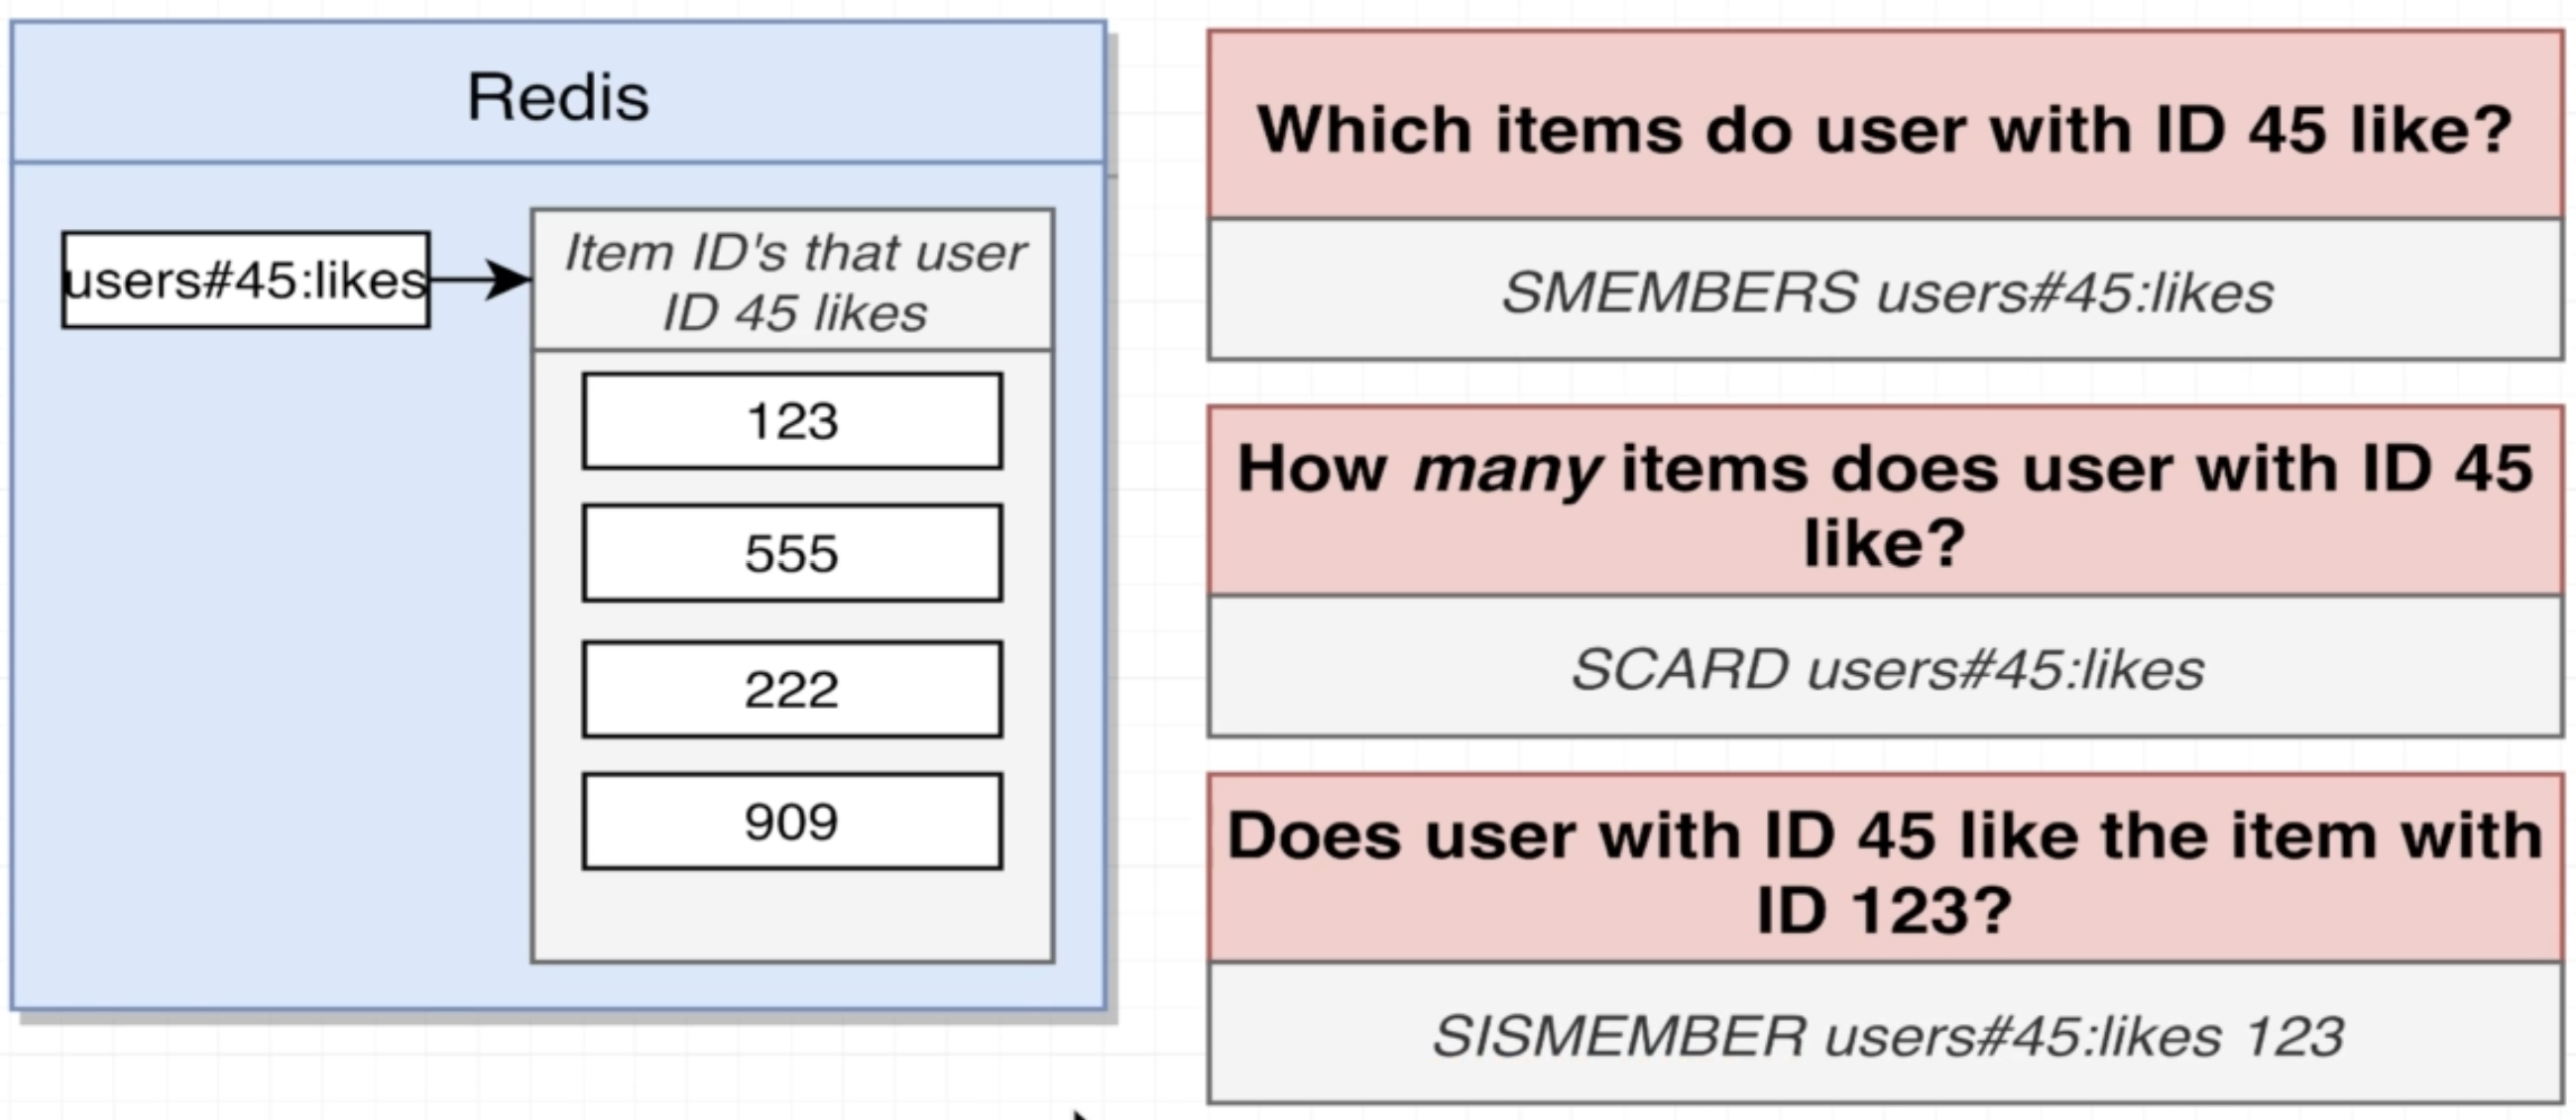 Redis
users#45:likes
Item ID's that user
ID 45 likes
123
555
222
909
Which items do user with ID 45 like?
SMEMBERS users#45:likes
How many items does user with ID 45
like?
SCARD users#45:likes
Does user with ID 45 like the item with
ID 123?
SISMEMBER users#45:likes 123